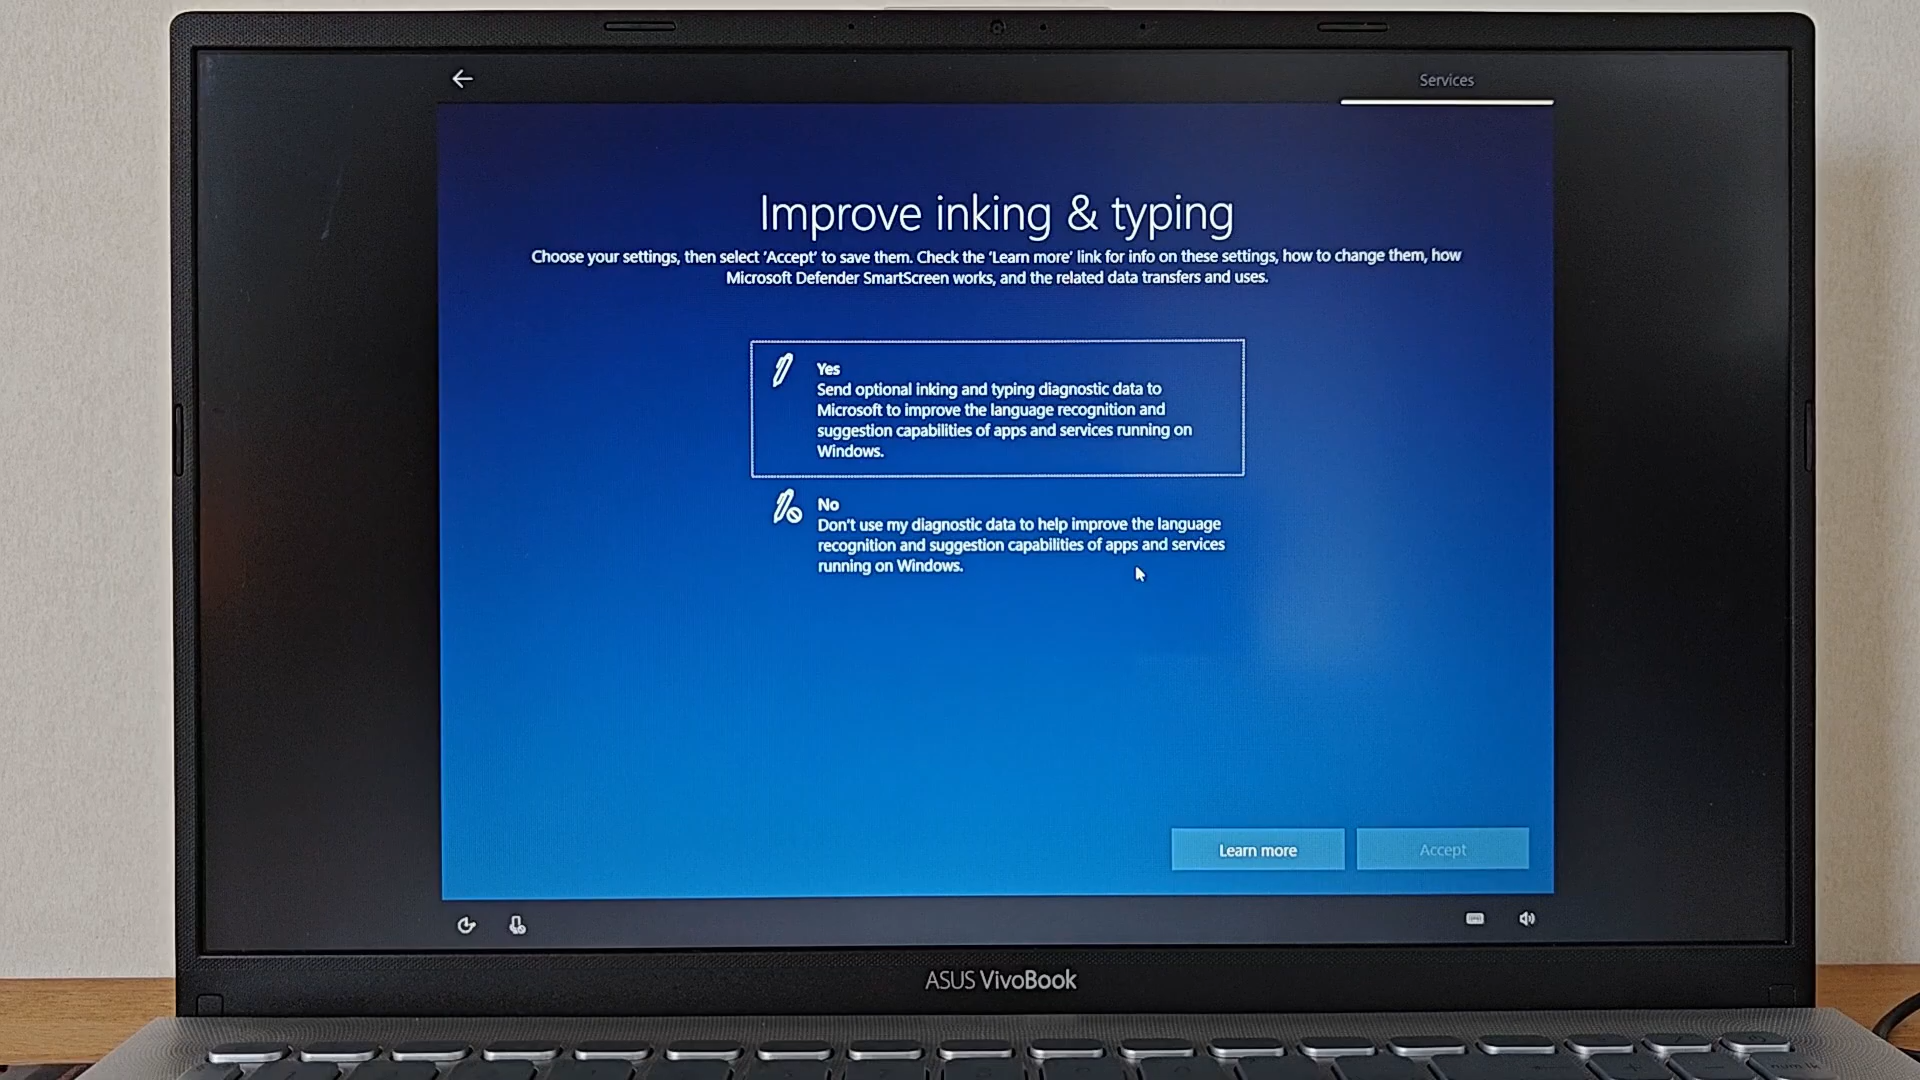 Services
Improve inking & typing
Choose your settings, then select 'Accept' to save them. Check the 'Learn more' link for info on these settings, how to change them, how
Microsoft Defender SmartScreen works, and the related data transfers and uses.
Yes
Send optional inking and typing diagnostic data to
Microsoft to improve the language recognition and
suggestion capabilities of apps and services running on
Windows.
No
Don't use my diagnostic data to help improve the language
recognition and suggestion capabilities of apps and services
running on Windows.
Learn more
Accept
ASUS VivoBook
num lk